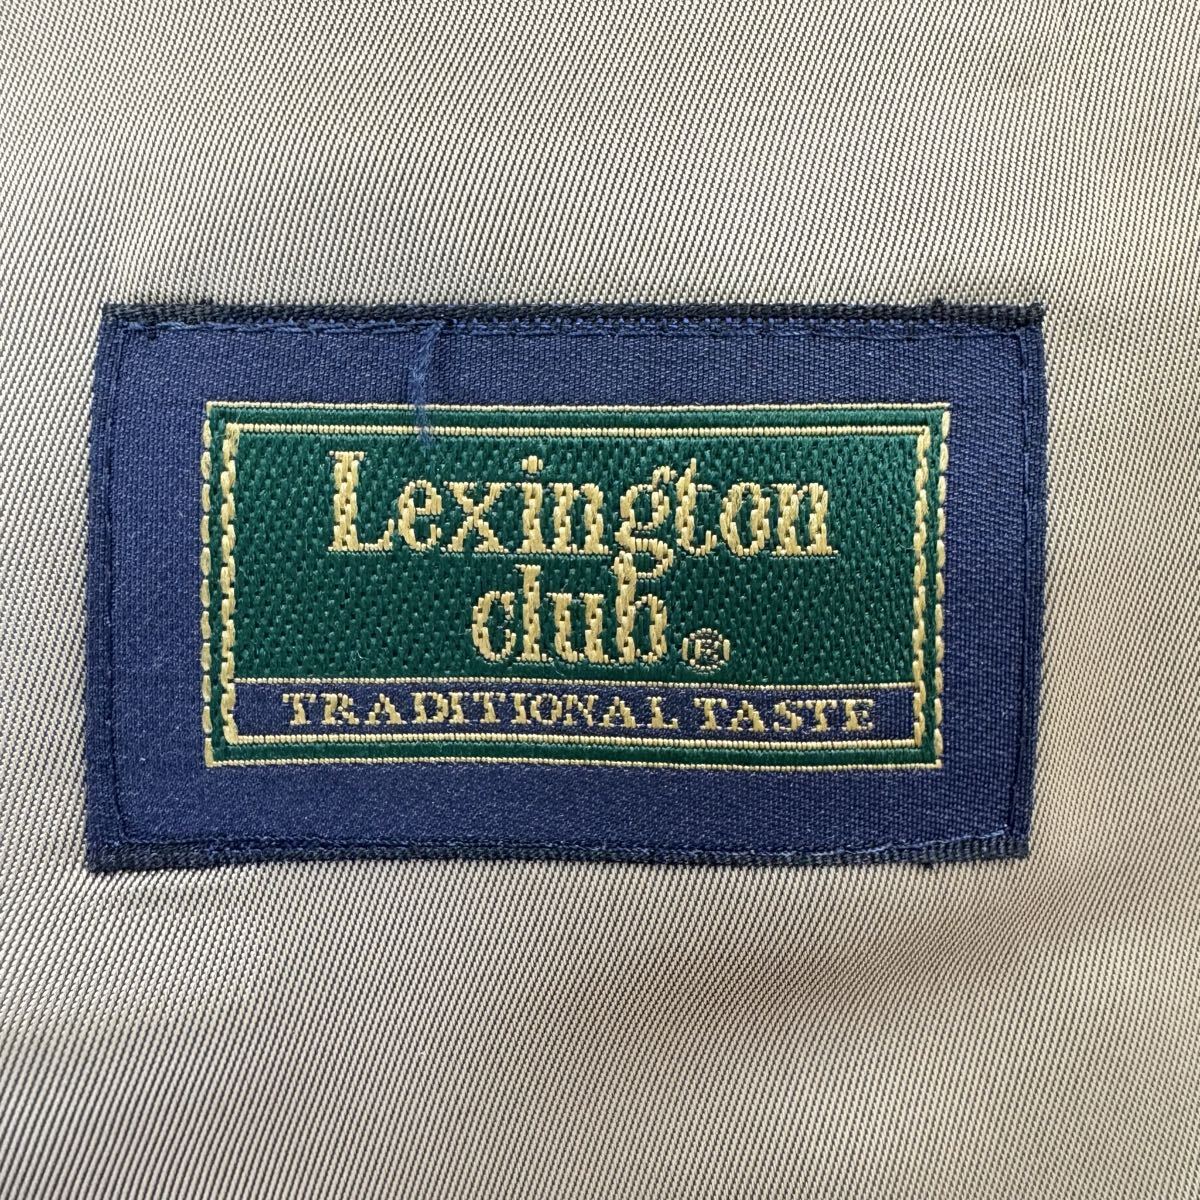 Lexington
club®
TRADITIONAL TASTE